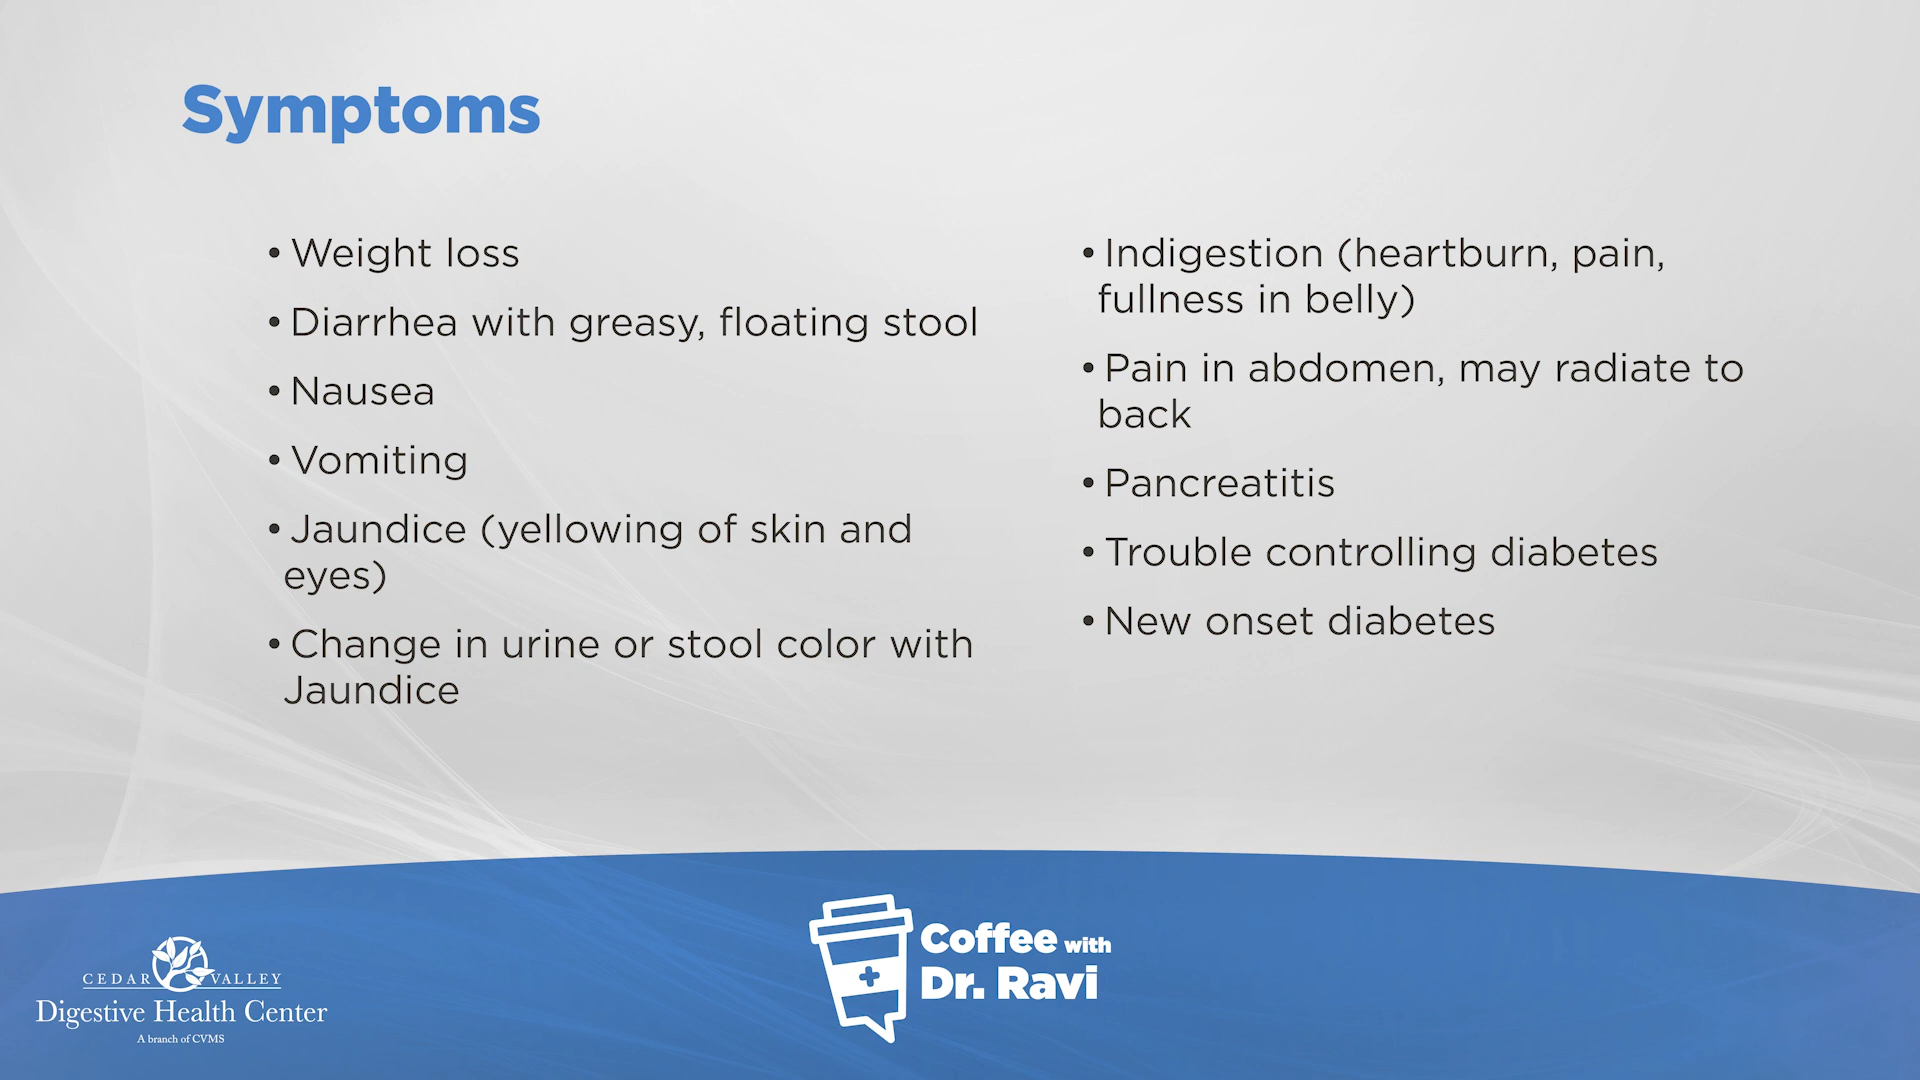 Symptoms
• Weight loss
• Diarrhea with greasy, floating stool
• Nausea
• Vomiting
• Jaundice (yellowing of skin and
eyes)
• Change in urine or stool color with
Jaundice
• Indigestion (heartburn, pain,
fullness in belly)
• Pain in abdomen, may radiate to
back
• Pancreatitis
• Trouble controlling diabetes
• New onset diabetes
CEDAR VALLEY
Digestive Health Center
A branch of CVMS
Coffee with
Dr. Ravi